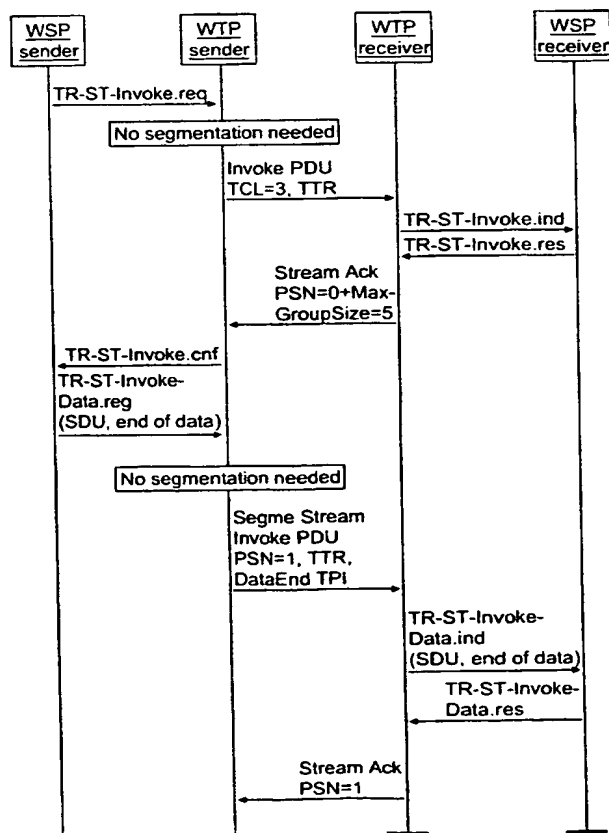 WSP
sender
WTP
sender
WTP
receiver
WSP
receiver
TR-ST-Invoke.req
No segmentation needed
Invoke PDU
TCL=3, TTR
TR-ST-Invoke.ind
TR-ST-Invoke.res
Stream Ack
PSN=0+Max-
GroupSize=5
TR-ST-Invoke.cnf
TR-ST-Invoke-
Data.reg
(SDU, end of data)
No segmentation needed
Segme Stream
Invoke PDU
PSN=1, TTR,
DataEnd TPI
TR-ST-Invoke-
Data.ind
(SDU, end of data)
TR-ST-Invoke-
Data.res
Stream Ack
PSN=1